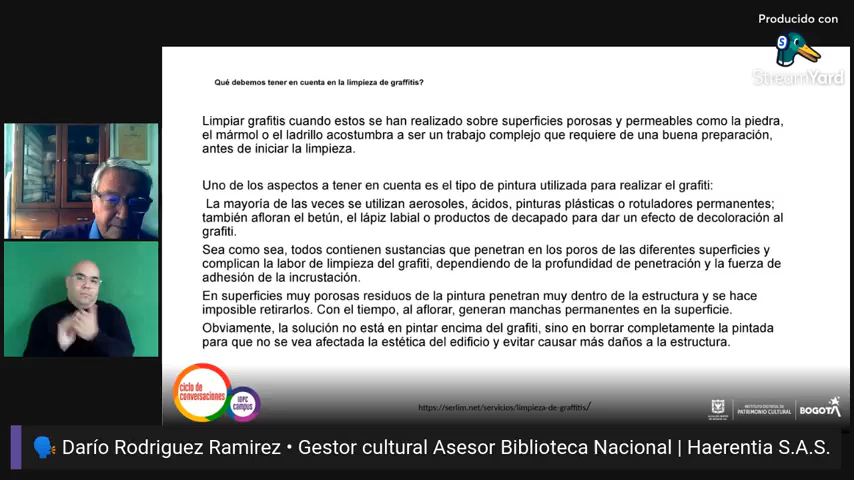 Producido con
S
StreamYard
Qué debemos tener en cuenta en la limpieza de graffitis?
Limpiar grafitis cuando estos se han realizado sobre superficies porosas y permeables como la piedra,
el mármol o el ladrillo acostumbra a ser un trabajo complejo que requiere de una buena preparación,
antes de iniciar la limpieza.
Uno de los aspectos a tener en cuenta es el tipo de pintura utilizada para realizar el grafiti:
La mayoría de las veces se utilizan aerosoles, ácidos, pinturas plásticas o rotuladores permanentes;
también afloran el betún, el lápiz labial o productos de decapado para dar un efecto de decoloración al
grafiti.
Sea como sea, todos contienen sustancias que penetran en los poros de las diferentes superficies y
complican la labor de limpieza del grafiti, dependiendo de la profundidad de penetración y la fuerza de
adhesión de la incrustación.
En superficies muy porosas residuos de la pintura penetran muy dentro de la estructura y se hace
imposible retirarlos. Con el tiempo, al aflorar, generan manchas permanentes en la superficie.
Obviamente, la solución no está en pintar encima del grafiti, sino en borrar completamente la pintada
para que no se vea afectada la estética del edificio y evitar causar más daños a la estructura.
ciclo de
conversaciones
IDPC
campus
https://serlim.net/servicios/limpieza-de-graffitis/
INSTITUTO DISTRITAL DE
PATRIMONIO CULTURAL
BOGOTÁ
Darío Rodriguez Ramirez • Gestor cultural Asesor Biblioteca Nacional | Haerentia S.A.S.